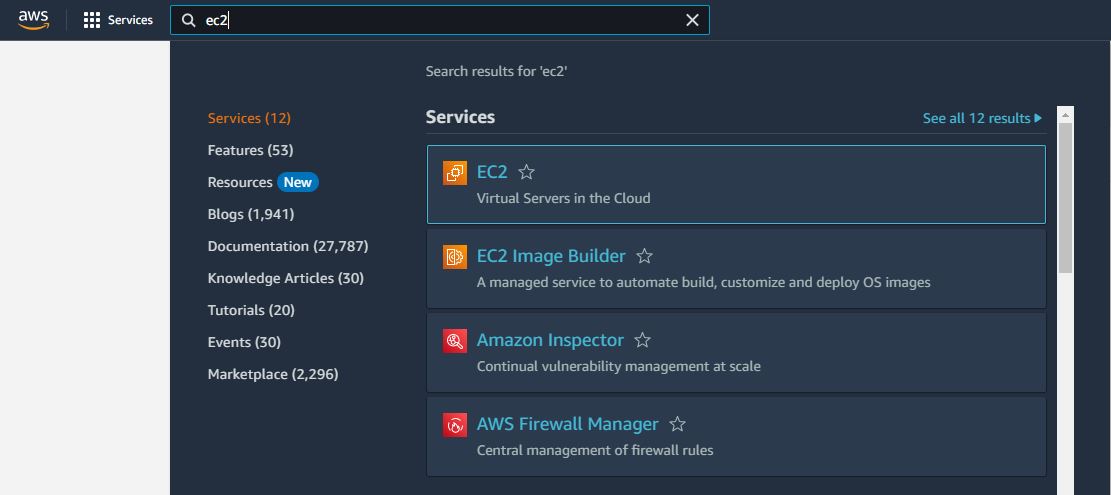 aws
Services
ec2
Search results for 'ec2'
Services (12)
Features (53)
Resources New
Blogs (1,941)
Documentation (27,787)
Knowledge Articles (30)
Tutorials (20)
Events (30)
Marketplace (2,296)
Services
See all 12 results
EC2
Virtual Servers in the Cloud
EC2 Image Builder
A managed service to automate build, customize and deploy OS images
Amazon Inspector
Continual vulnerability management at scale
AWS Firewall Manager
Central management of firewall rules